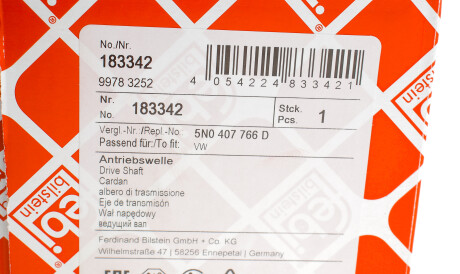 No./Nr.
183342
9978 3252
4 054224 833421
Nr.
No. 183342
Stck.
Pcs. 1
Vergl.-Nr. /Repl.-No 5N0 407 766 D
Passend für:/To fit: VW
Antriebswelle
Drive Shaft
Cardan
albero di trasmissione
Eje de transmisón
Wał napędowy
ведущий вал
Ferdinand Bilstein GmbH + Co. KG
Wilhelmstraße 47 | 58256 Ennepetal | Germany
bilstein